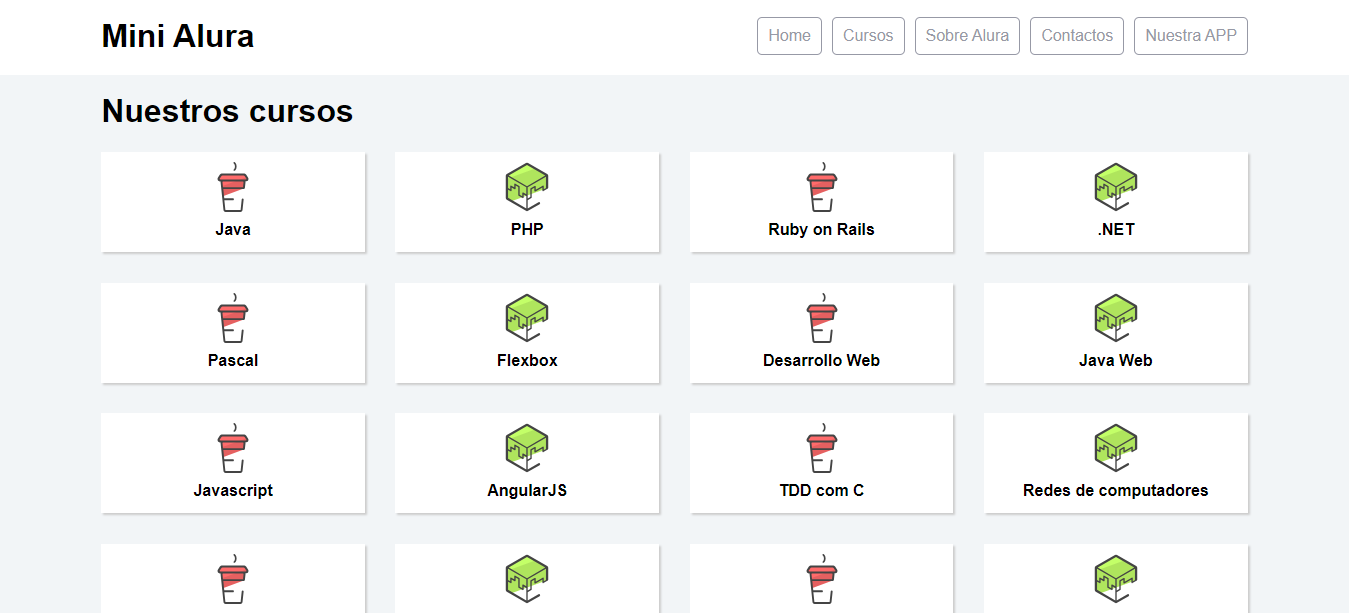 Mini Alura
Home
Cursos
Sobre Alura
Contactos
Nuestra APP
Nuestros cursos
Java
PHP
Ruby on Rails
.NET
Pascal
Flexbox
Desarrollo Web
Java Web
Javascript
AngularJS
TDD com C
Redes de computadores